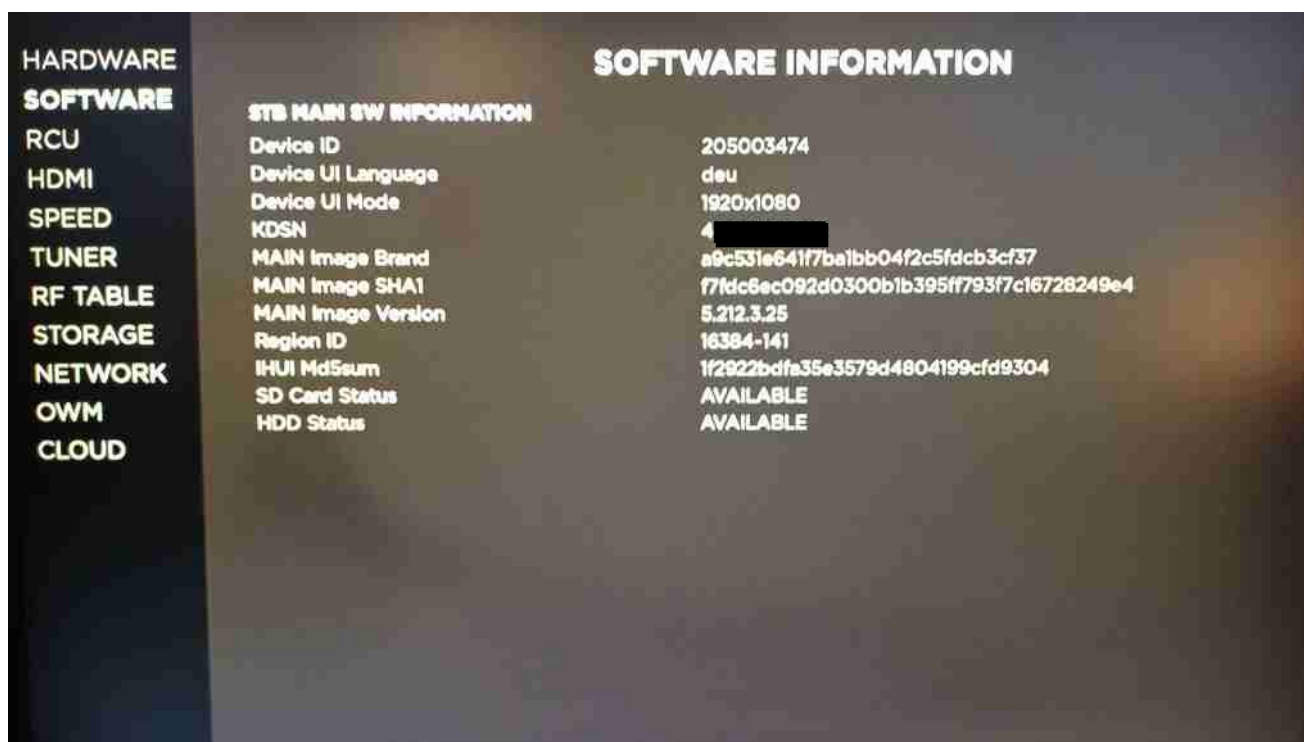 HARDWARE
SOFTWARE
RCU
HDMI
SPEED
TUNER
RF TABLE
STORAGE
NETWORK
OWM
CLOUD
SOFTWARE INFORMATION
STB MAIN SW INFORMATION
Device ID 205003474
Device UI Language deu
Device UI Mode 1920x1080
KDSN 4
MAIN Image Brand a9c531e641f7ba1bb04f2c5fdcb3cf37
MAIN Image SHA1 f7fdc6ec092d0300b1b395ff793f7c16728249e4
MAIN Image Version 5.212.3.25
Region ID 16384-141
IHUI Md5sum 1f2922bdfa35e3579d4804199cfd9304
SD Card Status AVAILABLE
HDD Status AVAILABLE